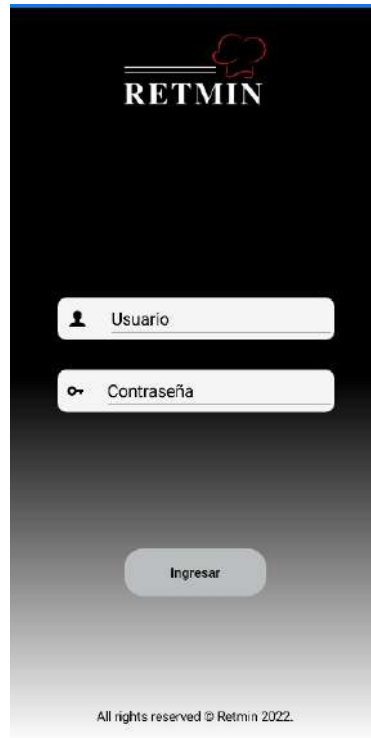 RETMIN
Usuario
Contraseña
Ingresar
All rights reserved © Retmin 2022.